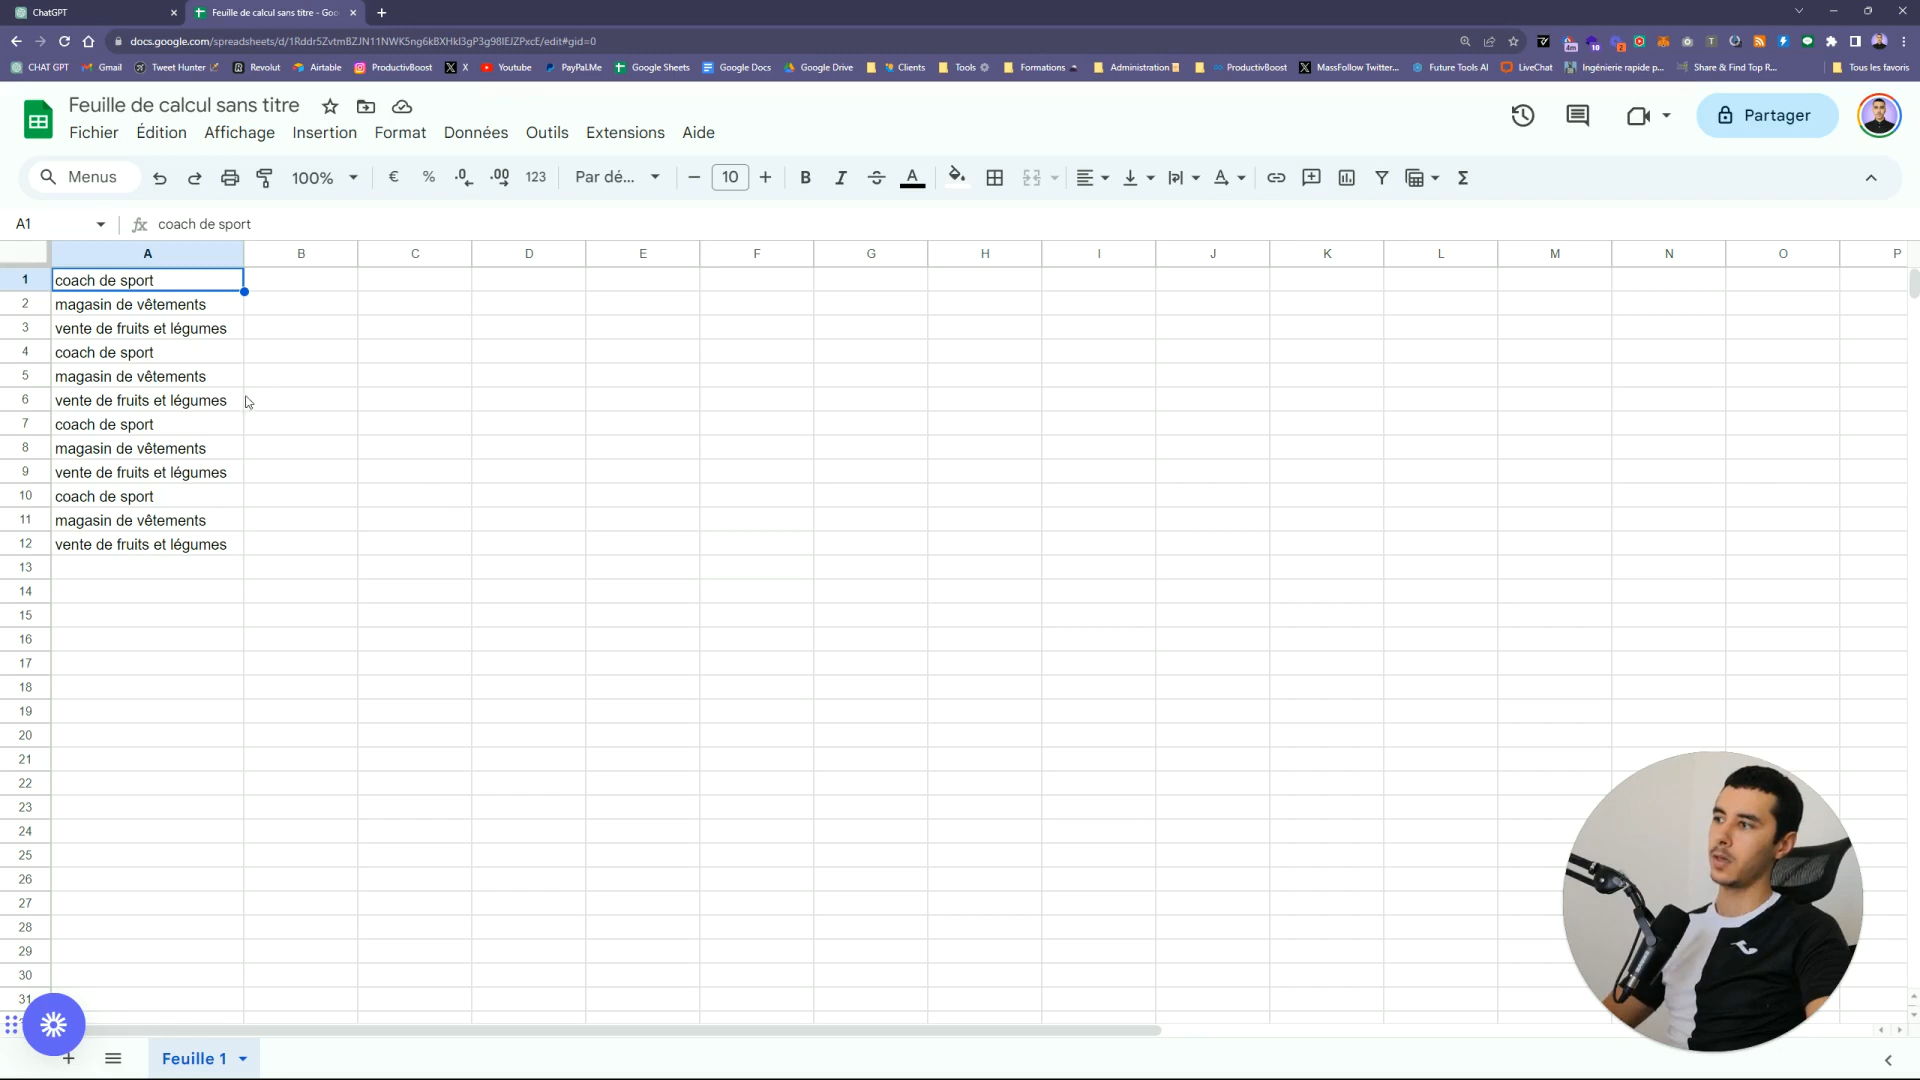 ChatGPT
Feuille de calcul sans titre - Goo
docs.google.com/spreadsheets/d/1Rddr5ZvtmBZJN11NWK5ng6kBXHkl3gP3g98lEJZPxcE/edit#gid=0
CHAT GPT Gmail Tweet Hunter Revolut Airtable ProductivBoost X Youtube PayPal.Me Google Sheets Google Docs Google Drive Clients Tools Formations Administration ProductivBoost MassFollow Twitter... Future Tools AI LiveChat Ingénierie rapide p... Share & Find Top R... Tous les favoris
Feuille de calcul sans titre
Fichier Édition Affichage Insertion Format Données Outils Extensions Aide
Partager
Menus 100% € % .0 .00 123 Par dé... 10 B I S A Σ
A1 fx coach de sport
A B C D E F G H I J K L M N O P
1 coach de sport
2 magasin de vêtements
3 vente de fruits et légumes
4 coach de sport
5 magasin de vêtements
6 vente de fruits et légumes
7 coach de sport
8 magasin de vêtements
9 vente de fruits et légumes
10 coach de sport
11 magasin de vêtements
12 vente de fruits et légumes
13
14
15
16
17
18
19
20
21
22
23
24
25
26
27
28
29
30
31
Feuille 1